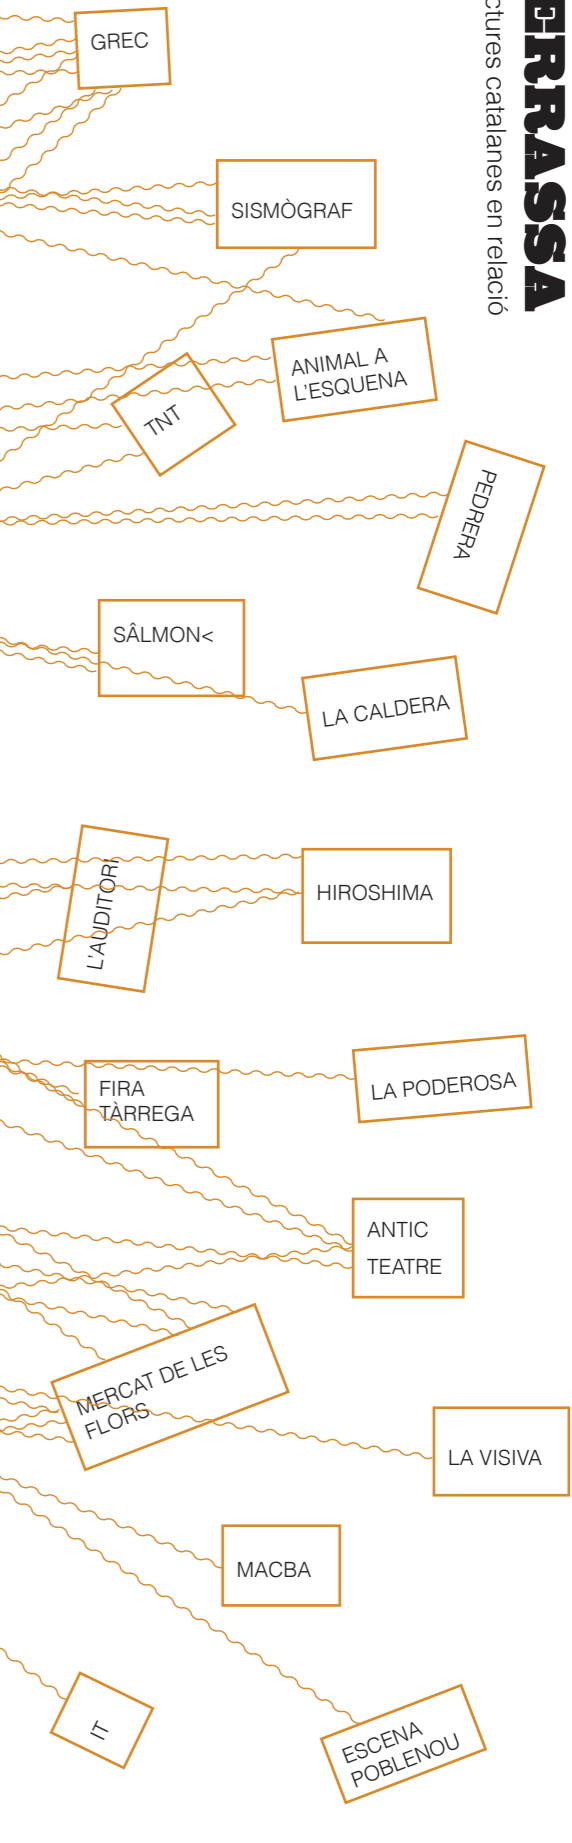 ERRASSA
ctures catalanes en relació
GREC
SISMÒGRAF
ANIMAL A
L'ESQUENA
TNT
PEDRERA
SÂLMON<
LA CALDERA
L'AUDITORI
HIROSHIMA
FIRA
TÀRREGA
LA PODEROSA
ANTIC
TEATRE
MERCAT DE LES
FLORS
LA VISIVA
MACBA
IT
ESCENA
POBLENOU